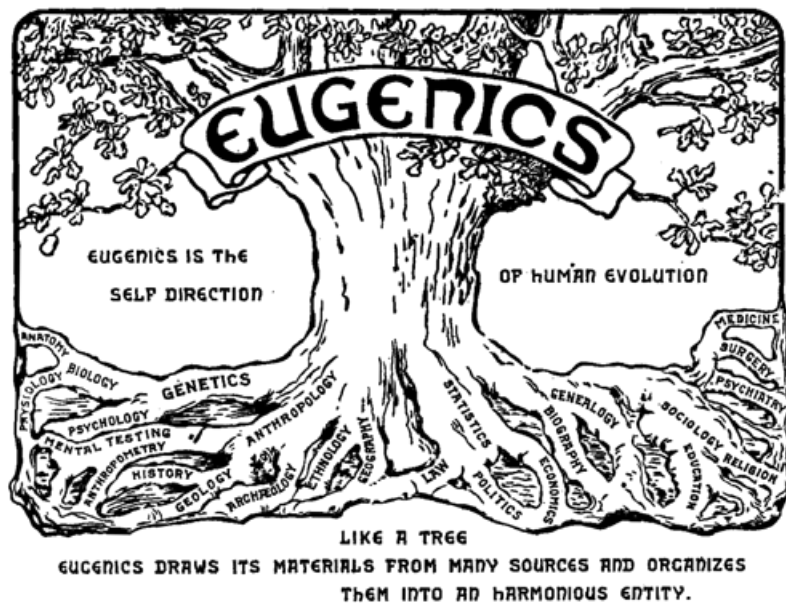 EUGENICS
EUGENICS IS THE
SELF DIRECTION
OF HUMAN EVOLUTION
ANATOMY
PHYSIOLOGY
BIOLOGY
GENETICS
PSYCHOLOGY
MENTAL TESTING
ANTHROPOMETRY
HISTORY
GEOLOGY
ANTHROPOLOGY
ARCHÆOLOGY
ETHNOLOGY
GEOGRAPHY
LAW
STATISTICS
POLITICS
ECONOMICS
BIOGRAPHY
GENEALOGY
EDUCATION
SOCIOLOGY
RELIGION
PSYCHIATRY
SURGERY
MEDICINE
LIKE A TREE
EUGENICS DRAWS ITS MATERIALS FROM MANY SOURCES AND ORGANIZES
THEM INTO AN HARMONIOUS ENTITY.